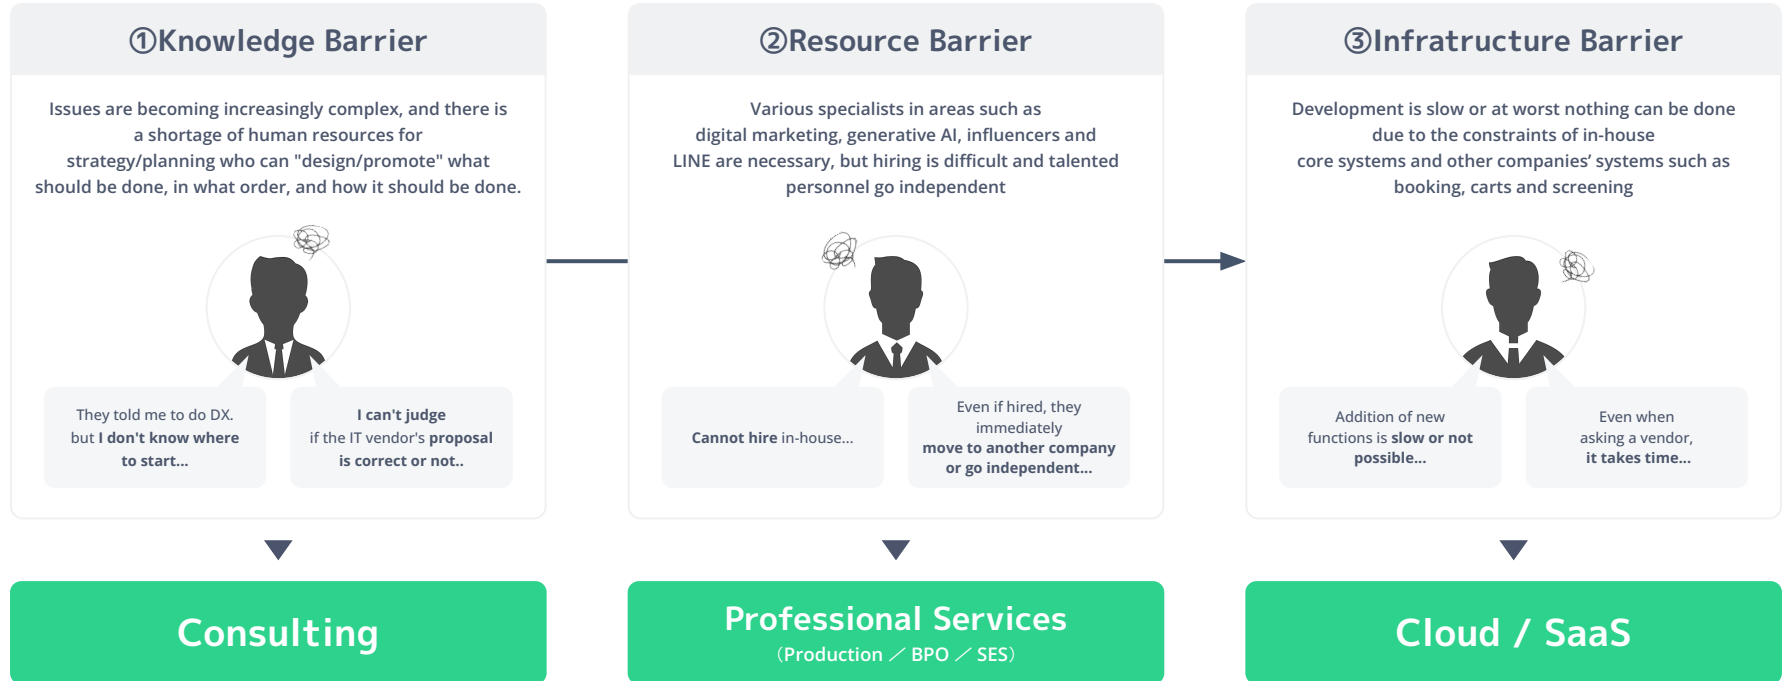 ①Knowledge Barrier
Issues are becoming increasingly complex, and there is
a shortage of human resources for
strategy/planning who can "design/promote" what
should be done, in what order, and how it should be done.
They told me to do DX.
but I don't know where
to start...
I can't judge
if the IT vendor's proposal
is correct or not..
Consulting
②Resource Barrier
Various specialists in areas such as
digital marketing, generative AI, influencers and
LINE are necessary, but hiring is difficult and talented
personnel go independent
Cannot hire in-house...
Even if hired, they
immediately
move to another company
or go independent...
Professional Services
（Production ／ BPO ／ SES）
③Infratructure Barrier
Development is slow or at worst nothing can be done
due to the constraints of in-house
core systems and other companies’ systems such as
booking, carts and screening
Addition of new
functions is slow or not
possible...
Even when
asking a vendor,
it takes time...
Cloud / SaaS